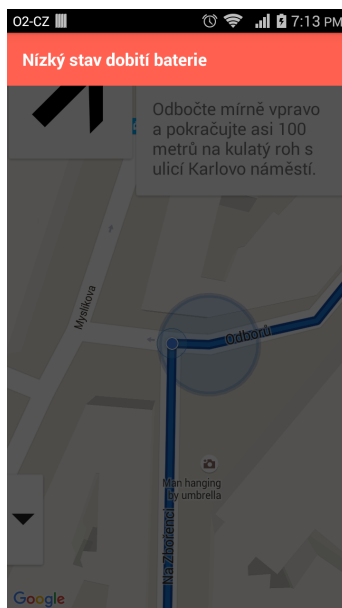 O2-CZ 7:13 PM
Nízký stav dobití baterie
Odbočte mírně vpravo
a pokračujte asi 100
metrů na kulatý roh s
ulicí Karlovo náměstí.
Myslíkova
Odborů
Man hanging
by umbrella
Na Zbořenci
Google